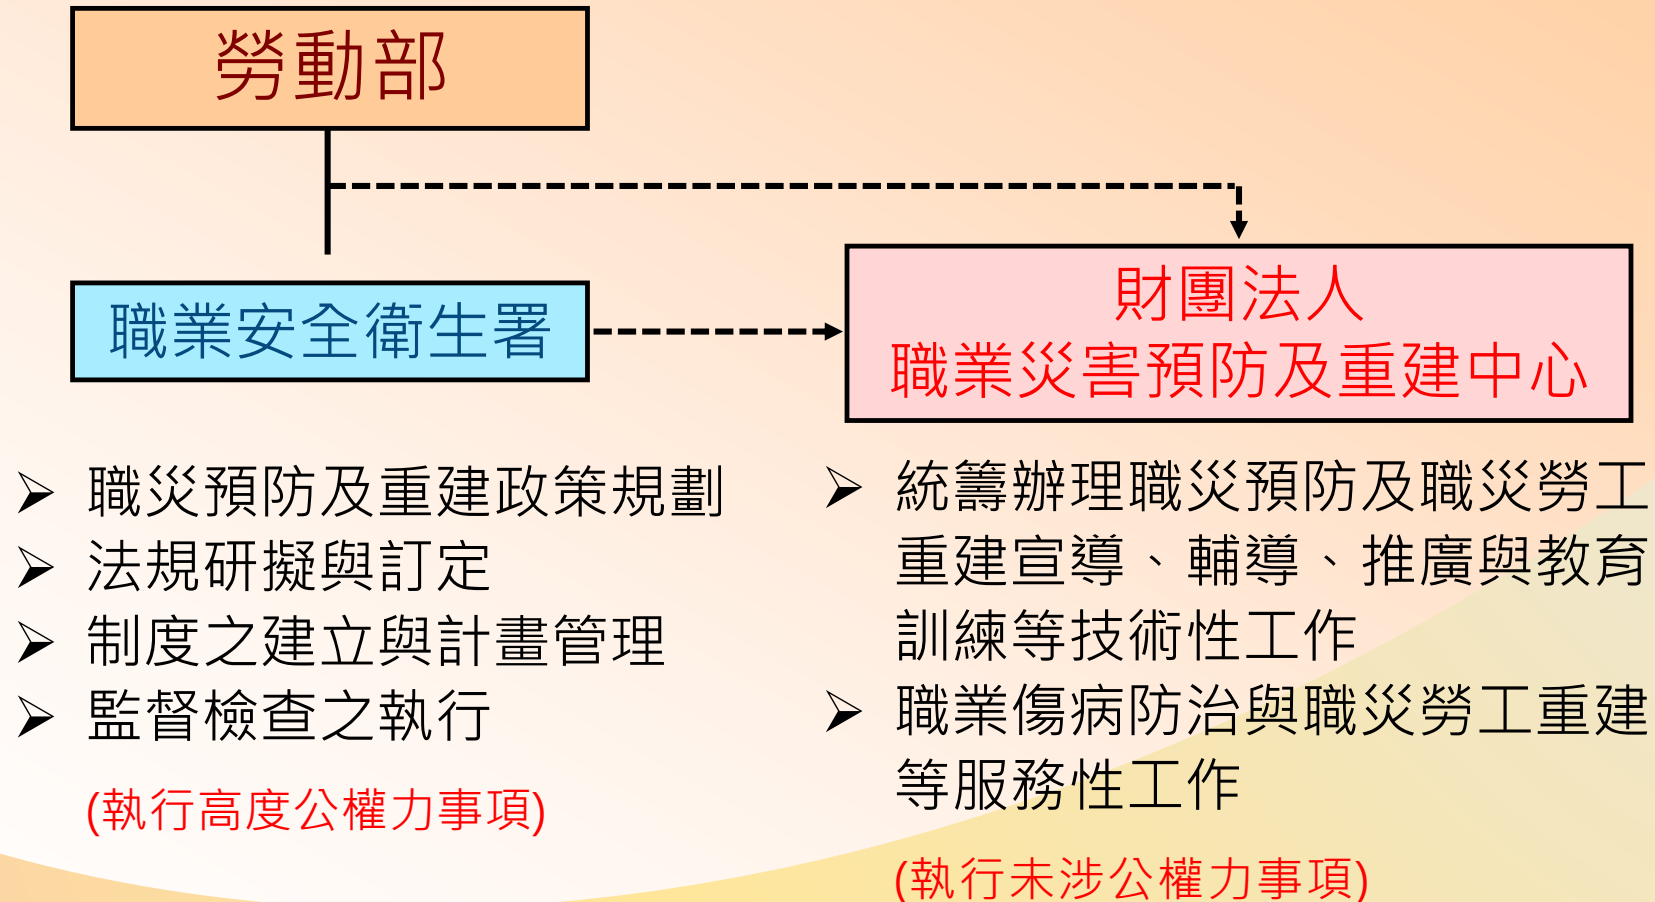 勞動部
職業安全衛生署
財團法人
職業災害預防及重建中心
職災預防及重建政策規劃
法規研擬與訂定
制度之建立與計畫管理
監督檢查之執行
(執行高度公權力事項)
統籌辦理職災預防及職災勞工
重建宣導、輔導、推廣與教育
訓練等技術性工作
職業傷病防治與職災勞工重建
等服務性工作
(執行未涉公權力事項)